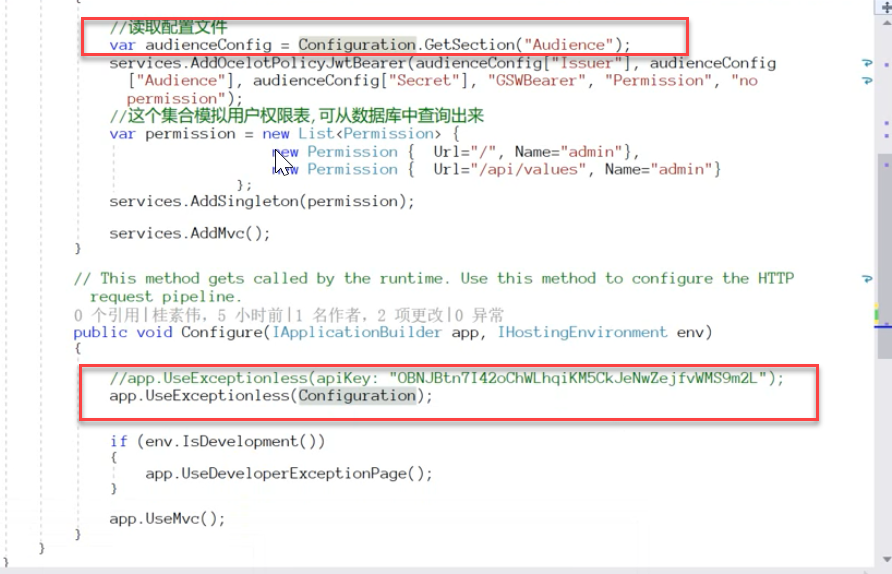 {
//读取配置文件
var audienceConfig = Configuration.GetSection("Audience");
services.AddOcelotPolicyJwtBearer(audienceConfig["Issuer"], audienceConfig
["Audience"], audienceConfig["Secret"], "GSWBearer", "Permission", "no
permission");
//这个集合模拟用户权限表,可从数据库中查询出来
var permission = new List<Permission> {
new Permission {  Url="/", Name="admin"},
new Permission {  Url="/api/values", Name="admin"}
};
services.AddSingleton(permission);
services.AddMvc();
}
// This method gets called by the runtime. Use this method to configure the HTTP
request pipeline.
0 个引用|桂素伟, 5 小时前|1 名作者, 2 项更改|0 异常
public void Configure(IApplicationBuilder app, IHostingEnvironment env)
{
//app.UseExceptionless(apiKey: "OBNJBtn7I42oChWLhqiKM5CkJeNwZejfvWMS9m2L");
app.UseExceptionless(Configuration);
if (env.IsDevelopment())
{
app.UseDeveloperExceptionPage();
}
app.UseMvc();
}
}
}